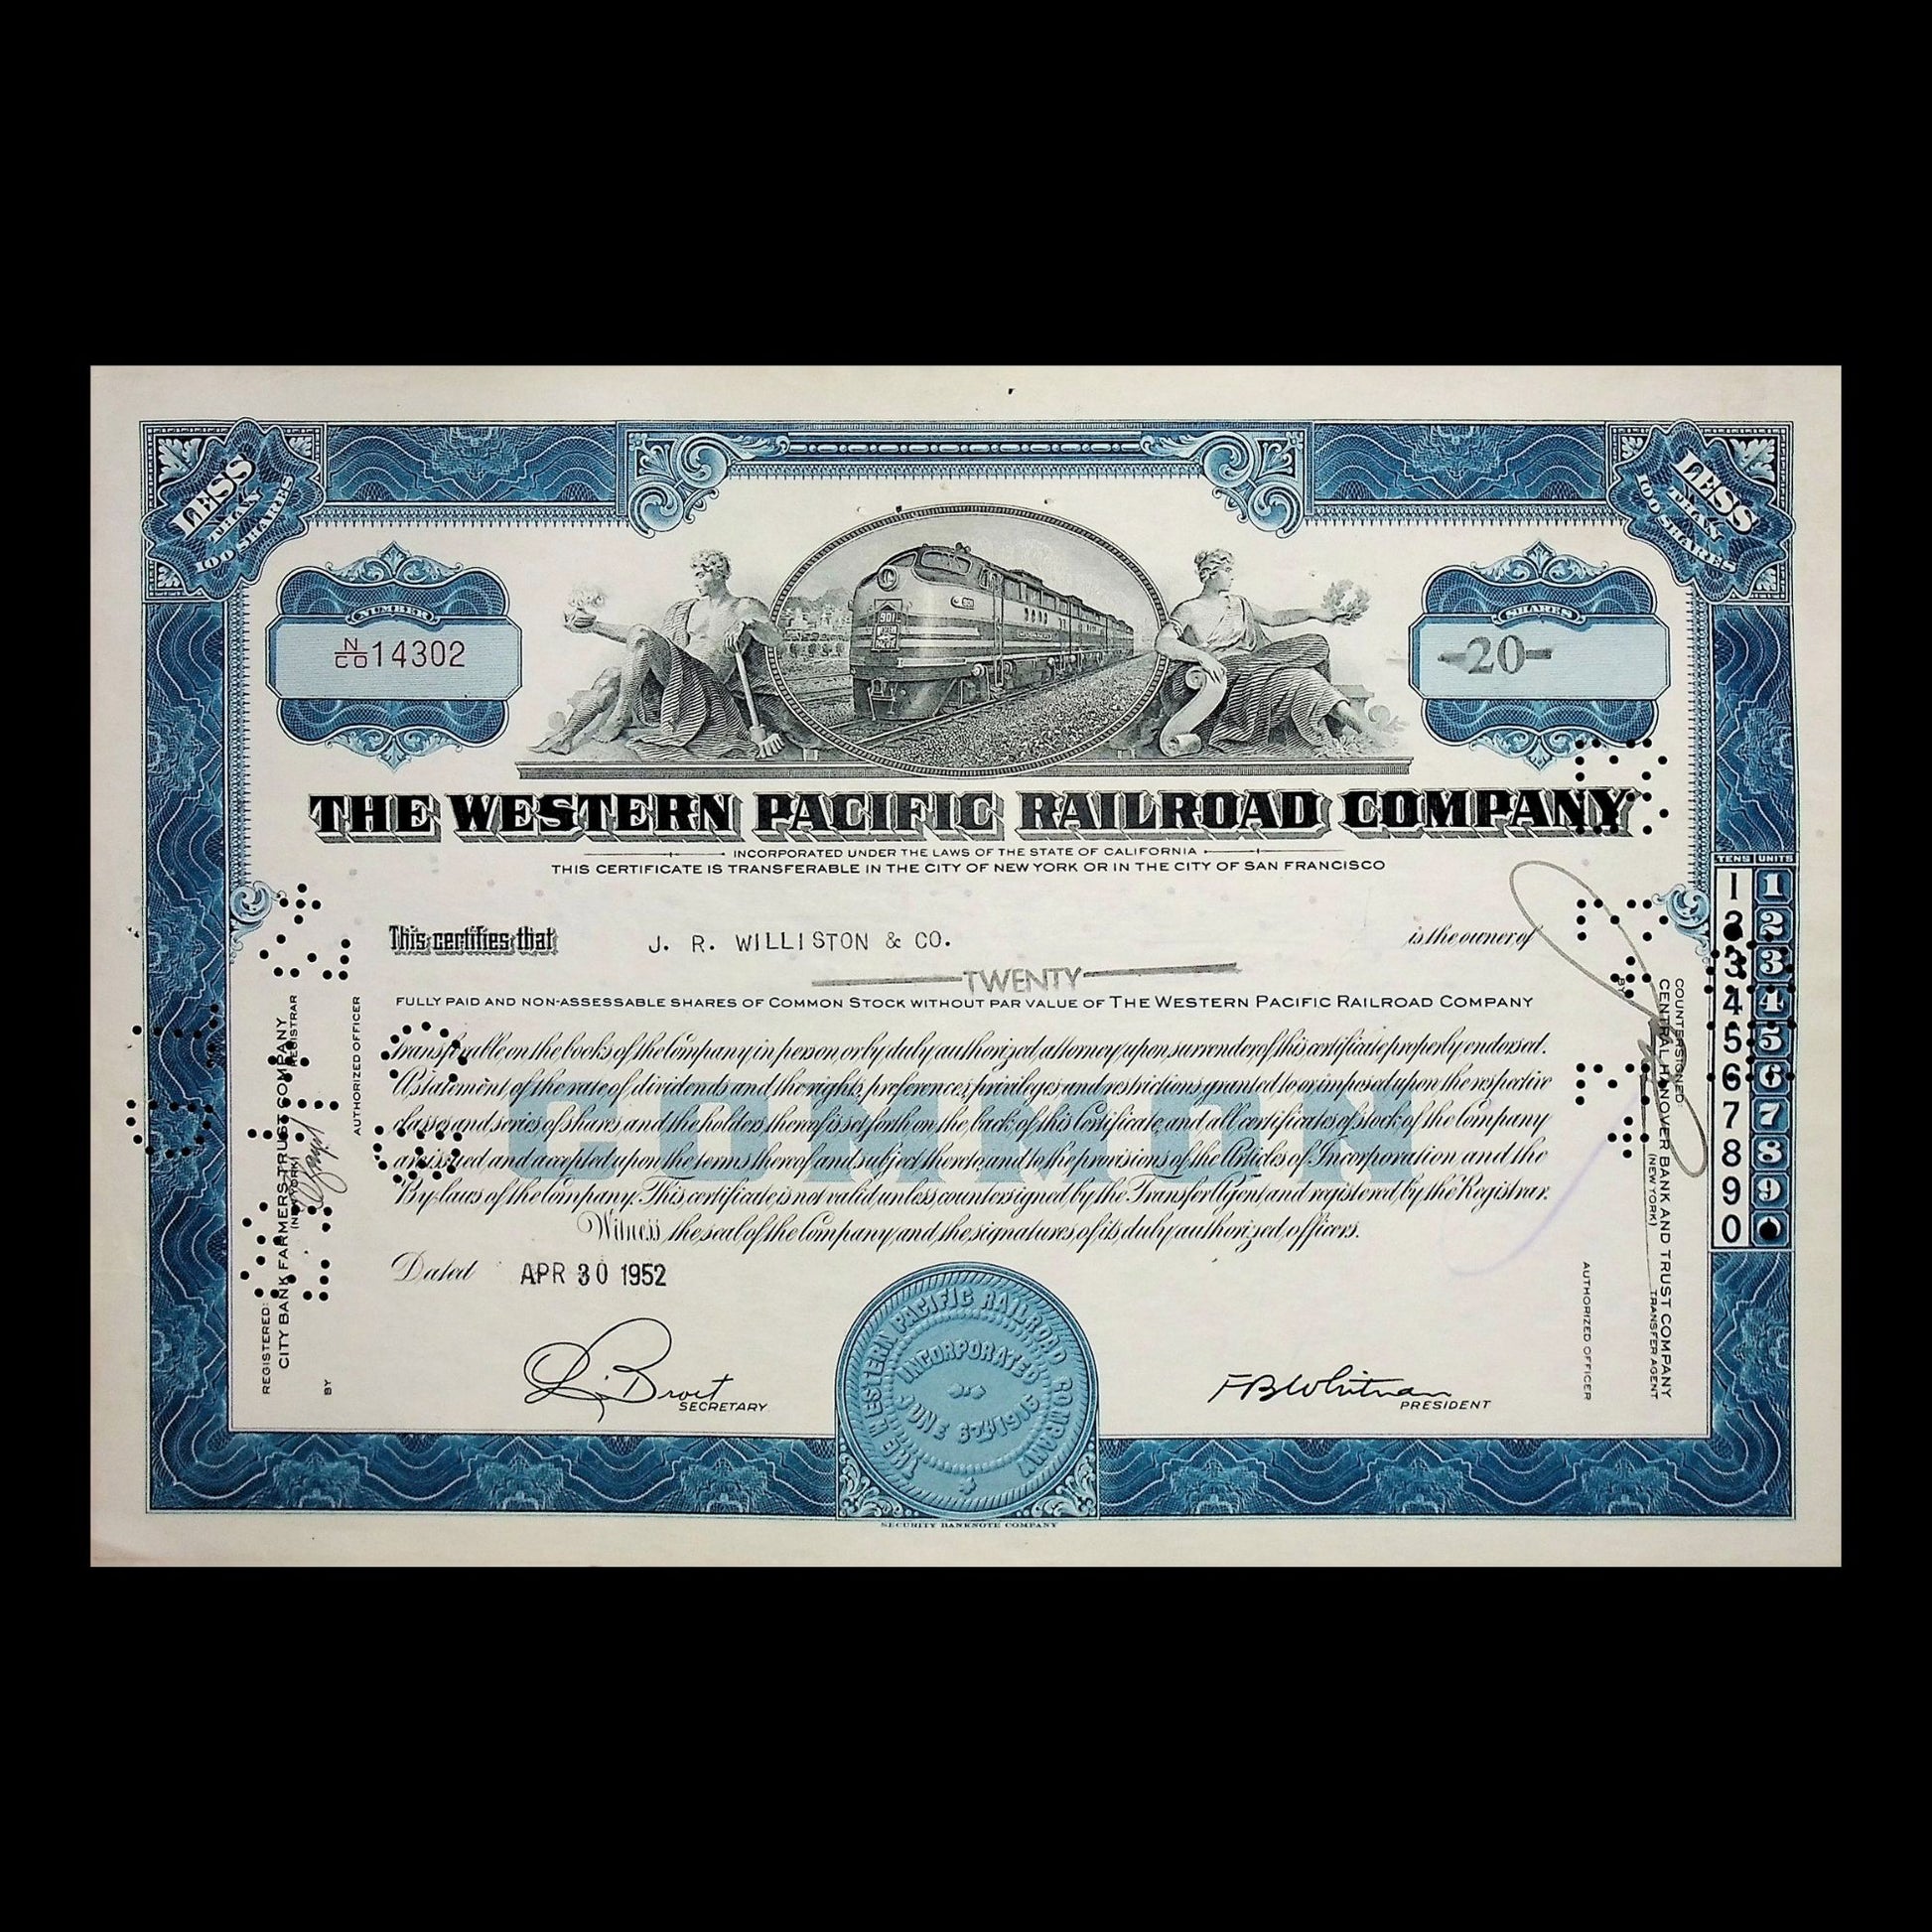 LESS THAN 100 SHARES
LESS THAN 100 SHARES
NUMBER
N/CO 14302
SHARES
-20-
901
THE WESTERN PACIFIC RAILROAD COMPANY
INCORPORATED UNDER THE LAWS OF THE STATE OF CALIFORNIA
THIS CERTIFICATE IS TRANSFERABLE IN THE CITY OF NEW YORK OR IN THE CITY OF SAN FRANCISCO
This certifies that J. R. WILLISTON & CO. is the owner of
TWENTY
FULLY PAID AND NON-ASSESSABLE SHARES OF COMMON STOCK WITHOUT PAR VALUE OF THE WESTERN PACIFIC RAILROAD COMPANY
transferable on the books of the Company in person, or by duly authorized attorney upon surrender of this certificate properly endorsed.
A statement of the rate of dividends and the rights, preferences, privileges and restrictions granted to or imposed upon the respective
classes and series of shares and the holders thereof is set forth on the back of this Certificate, and all certificates of stock of the Company
are issued and accepted upon the terms thereof and subject thereto, and to the provisions of the Articles of Incorporation and the
By-laws of the Company. This certificate is not valid unless countersigned by the Transfer Agent and registered by the Registrar.
Witness, the seal of the Company and the signatures of its duly authorized officers.
COMMON
Dated APR 30 1952
SECRETARY
F B Whitman
PRESIDENT
THE WESTERN PACIFIC RAILROAD COMPANY
INCORPORATED
JUNE 6TH 1916
SECURITY BANKNOTE COMPANY
REGISTERED:
CITY BANK FARMERS TRUST COMPANY
(NEW YORK) REGISTRAR
BY
AUTHORIZED OFFICER
COUNTERSIGNED:
CENTRAL HANOVER BANK AND TRUST COMPANY
(NEW YORK) TRANSFER AGENT
BY
AUTHORIZED OFFICER
TENS UNITS
1 1
2 2
3 3
4 4
5 5
6 6
7 7
8 8
9 9
0